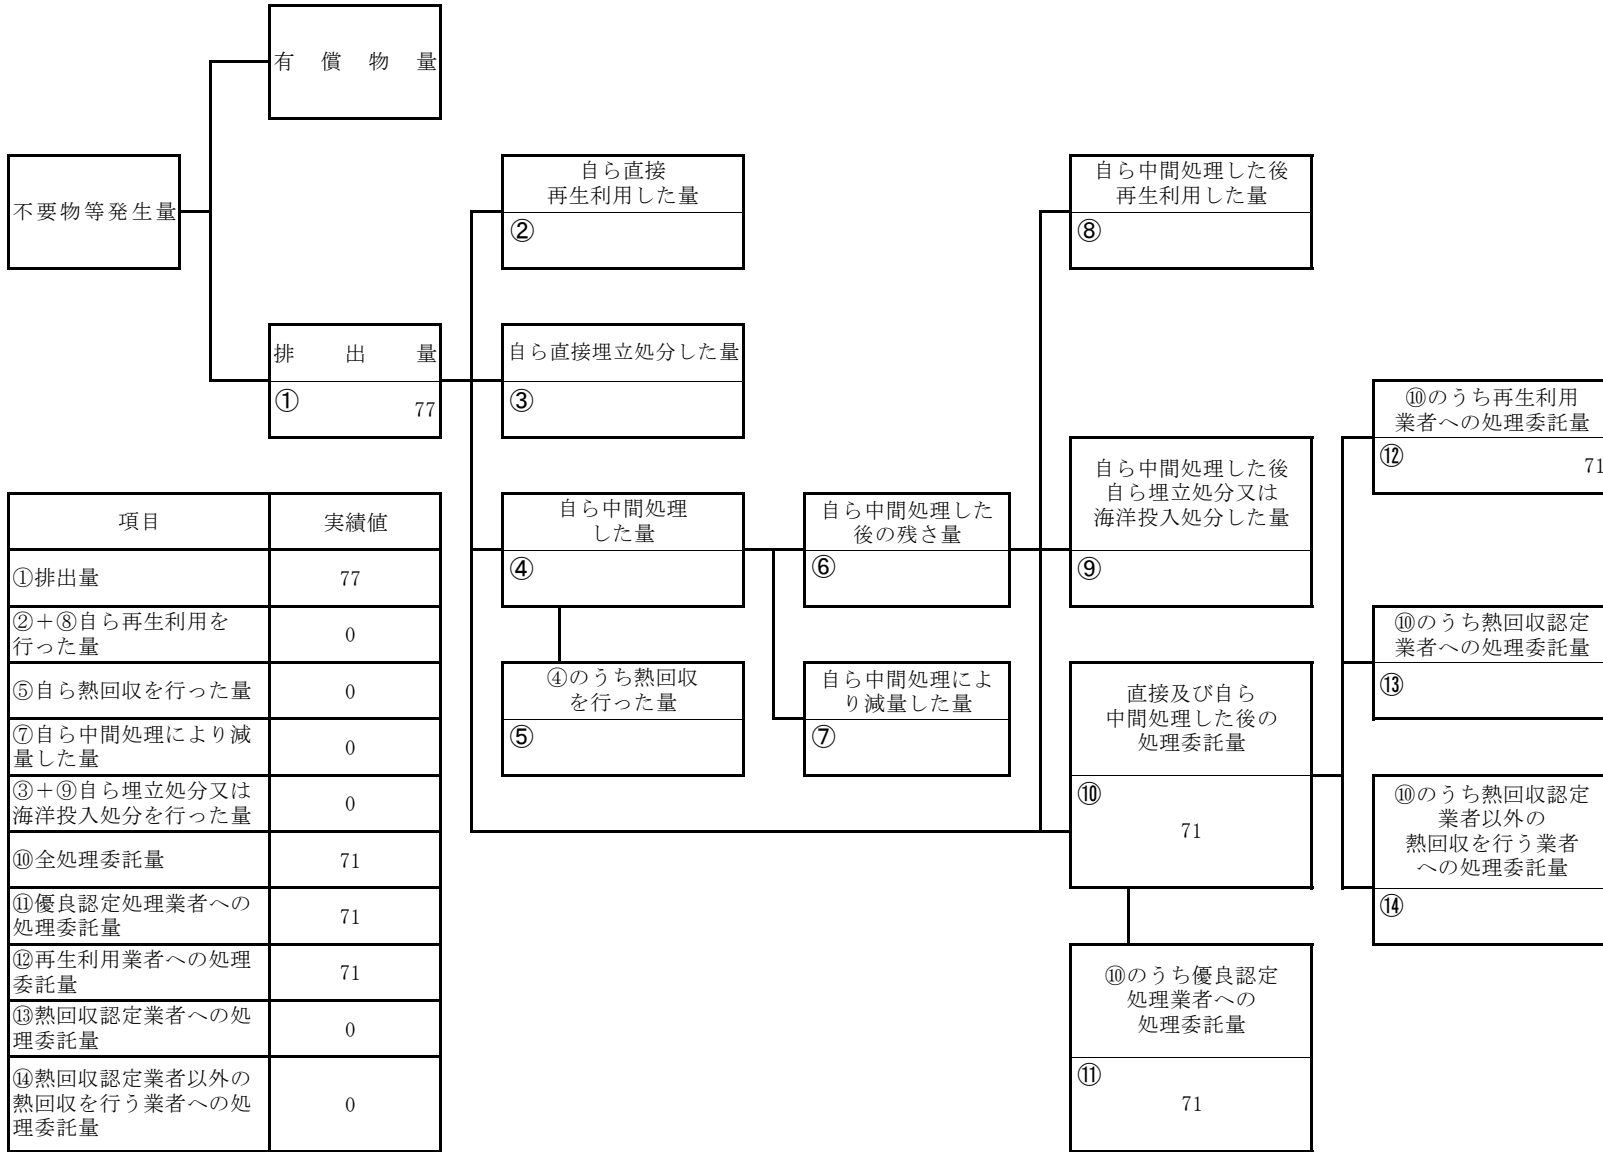 有償物量
不要物等発生量
排出量
①
77
自ら直接
再生利用した量
②
自ら直接埋立処分した量
③
自ら中間処理
した量
④
④のうち熱回収
を行った量
⑤
自ら中間処理した
後の残さ量
⑥
自ら中間処理によ
り減量した量
⑦
自ら中間処理した後
再生利用した量
⑧
自ら中間処理した後
自ら埋立処分又は
海洋投入処分した量
⑨
直接及び自ら
中間処理した後の
処理委託量
⑩
71
⑩のうち優良認定
処理業者への
処理委託量
⑪
71
⑩のうち再生利用
業者への処理委託量
⑫
71
⑩のうち熱回収認定
業者への処理委託量
⑬
⑩のうち熱回収認定
業者以外の
熱回収を行う業者
への処理委託量
⑭
項目 実績値
①排出量 77
②＋⑧自ら再生利用を
行った量 0
⑤自ら熱回収を行った量 0
⑦自ら中間処理により減
量した量 0
③＋⑨自ら埋立処分又は
海洋投入処分を行った量 0
⑩全処理委託量 71
⑪優良認定処理業者への
処理委託量 71
⑫再生利用業者への処理
委託量 71
⑬熱回収認定業者への処
理委託量 0
⑭熱回収認定業者以外の
熱回収を行う業者への処 0
理委託量